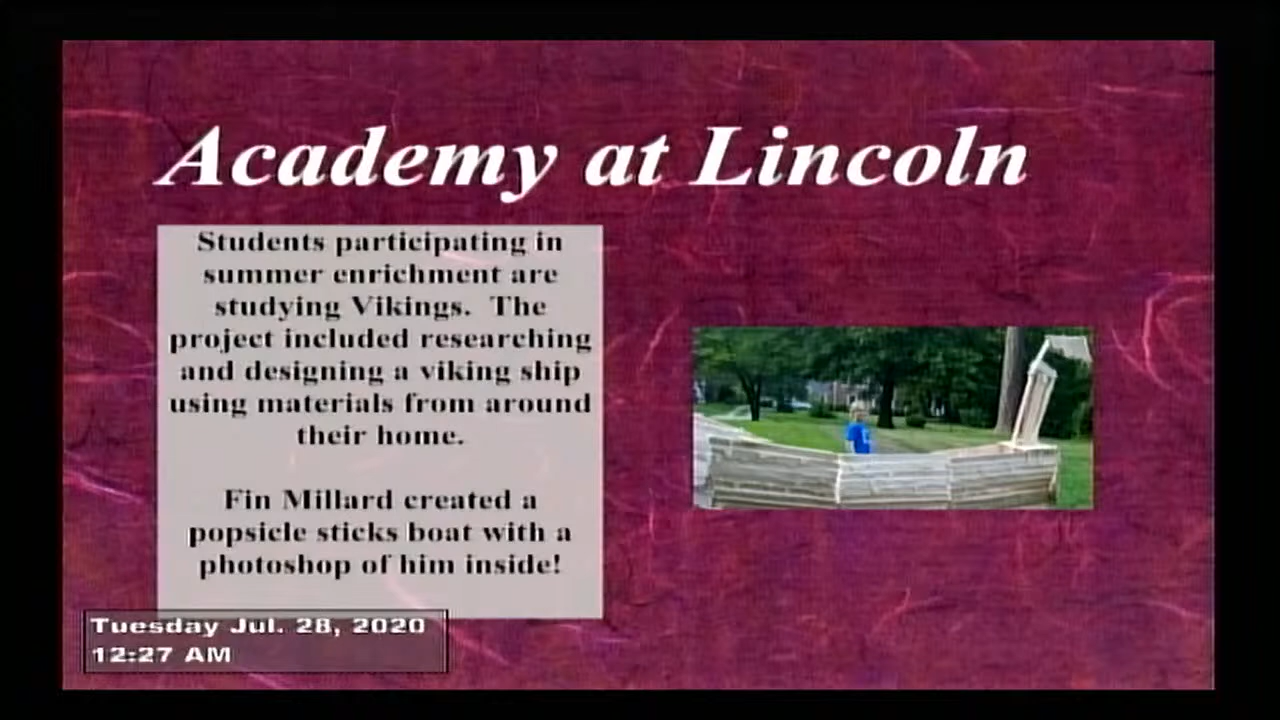 Academy at Lincoln
Students participating in
summer enrichment are
studying Vikings. The
project included researching
and designing a viking ship
using materials from around
their home.
Fin Millard created a
popsicle sticks boat with a
photoshop of him inside!
Tuesday Jul. 28, 2020
12:27 AM